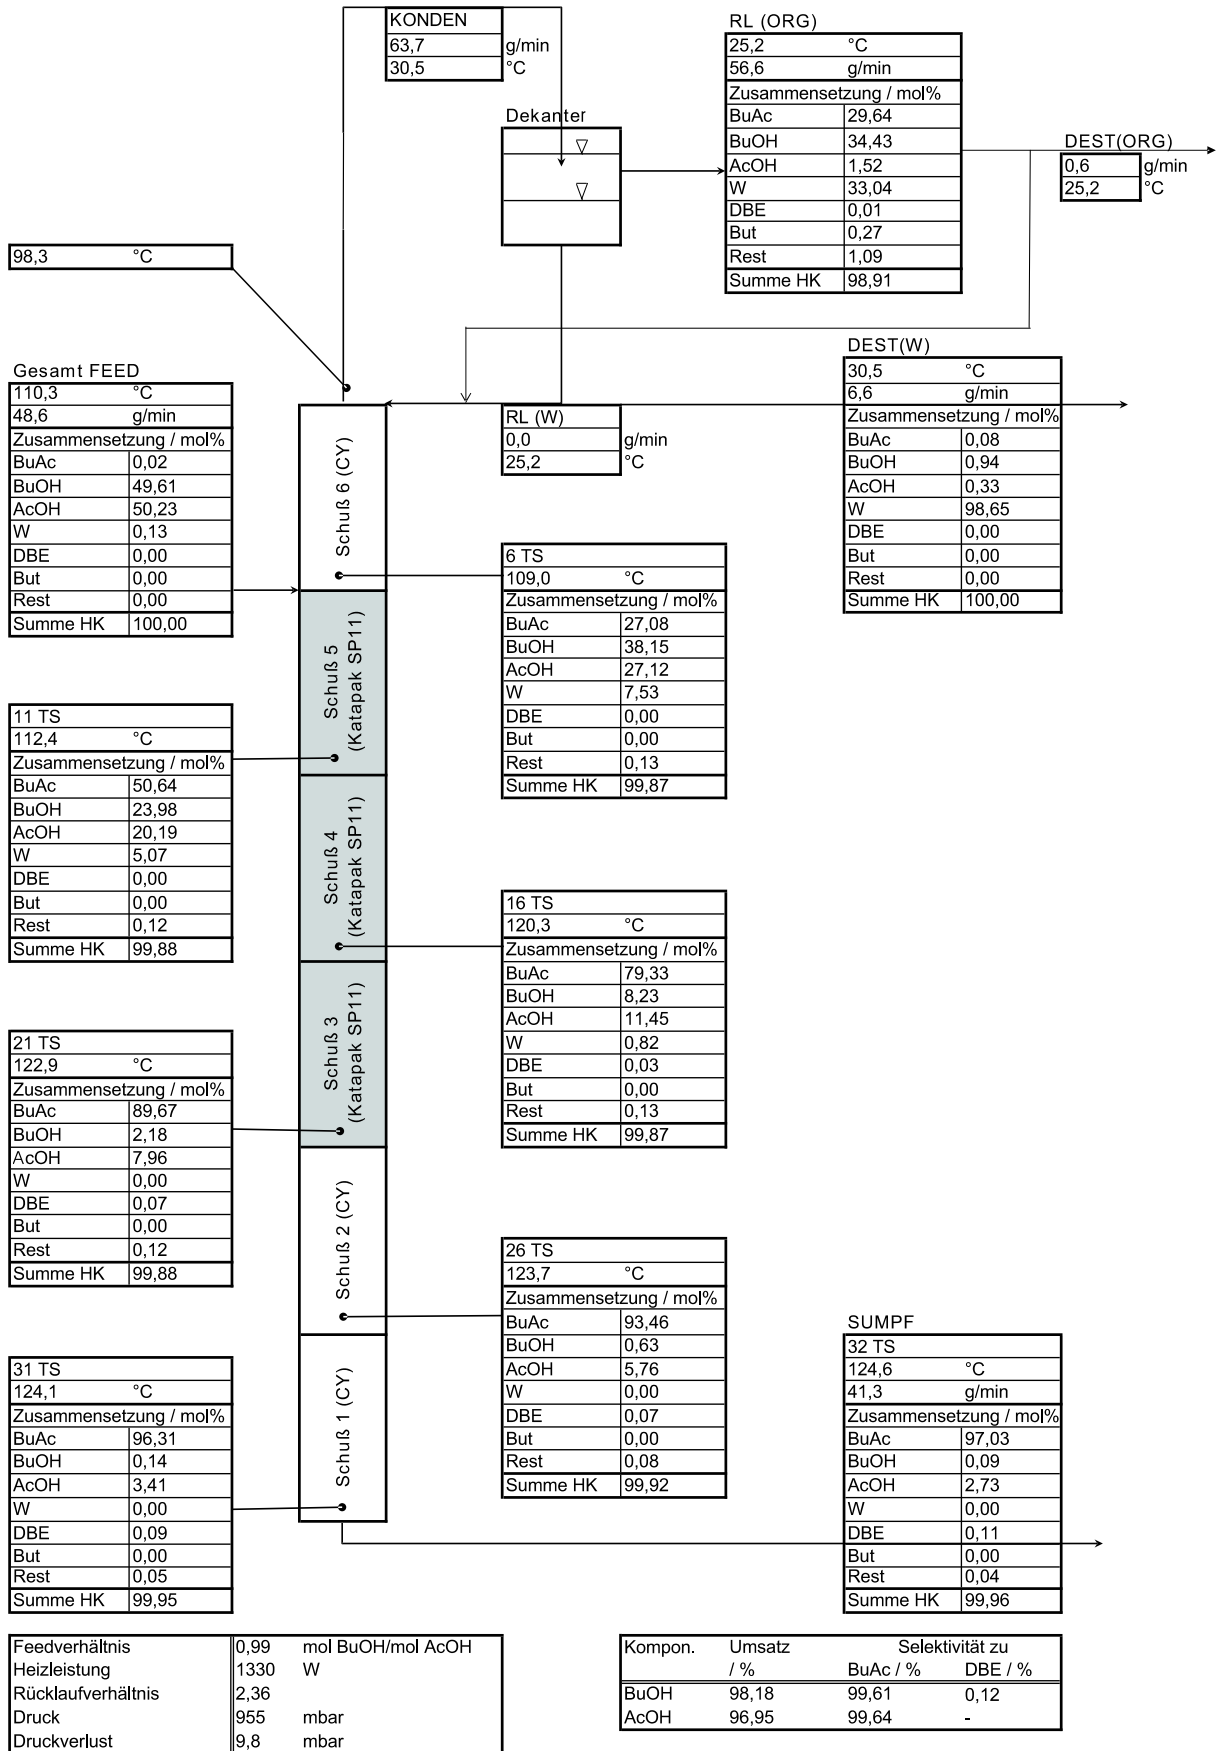 KONDEN
63,7 g/min
30,5 °C
RL (ORG)
25,2 °C
56,6 g/min
Zusammensetzung / mol%
BuAc 29,64
BuOH 34,43
AcOH 1,52
W 33,04
DBE 0,01
But 0,27
Rest 1,09
Summe HK 98,91
Dekanter
DEST(ORG)
0,6 g/min
25,2 °C
98,3 °C
Gesamt FEED
110,3 °C
48,6 g/min
Zusammensetzung / mol%
BuAc 0,02
BuOH 49,61
AcOH 50,23
W 0,13
DBE 0,00
But 0,00
Rest 0,00
Summe HK 100,00
DEST(W)
30,5 °C
6,6 g/min
Zusammensetzung / mol%
BuAc 0,08
BuOH 0,94
AcOH 0,33
W 98,65
DBE 0,00
But 0,00
Rest 0,00
Summe HK 100,00
RL (W)
0,0 g/min
25,2 °C
Schuß 6 (CY)
6 TS
109,0 °C
Zusammensetzung / mol%
BuAc 27,08
BuOH 38,15
AcOH 27,12
W 7,53
DBE 0,00
But 0,00
Rest 0,13
Summe HK 99,87
Schuß 5
(Katapak SP11)
11 TS
112,4 °C
Zusammensetzung / mol%
BuAc 50,64
BuOH 23,98
AcOH 20,19
W 5,07
DBE 0,00
But 0,00
Rest 0,12
Summe HK 99,88
Schuß 4
(Katapak SP11)
16 TS
120,3 °C
Zusammensetzung / mol%
BuAc 79,33
BuOH 8,23
AcOH 11,45
W 0,82
DBE 0,03
But 0,00
Rest 0,13
Summe HK 99,87
Schuß 3
(Katapak SP11)
21 TS
122,9 °C
Zusammensetzung / mol%
BuAc 89,67
BuOH 2,18
AcOH 7,96
W 0,00
DBE 0,07
But 0,00
Rest 0,12
Summe HK 99,88
Schuß 2 (CY)
26 TS
123,7 °C
Zusammensetzung / mol%
BuAc 93,46
BuOH 0,63
AcOH 5,76
W 0,00
DBE 0,07
But 0,00
Rest 0,08
Summe HK 99,92
Schuß 1 (CY)
31 TS
124,1 °C
Zusammensetzung / mol%
BuAc 96,31
BuOH 0,14
AcOH 3,41
W 0,00
DBE 0,09
But 0,00
Rest 0,05
Summe HK 99,95
SUMPF
32 TS
124,6 °C
41,3 g/min
Zusammensetzung / mol%
BuAc 97,03
BuOH 0,09
AcOH 2,73
W 0,00
DBE 0,11
But 0,00
Rest 0,04
Summe HK 99,96
Feedverhältnis 0,99 mol BuOH/mol AcOH
Heizleistung 1330 W
Rücklaufverhältnis 2,36
Druck 955 mbar
Druckverlust 9,8 mbar
Kompon. Umsatz Selektivität zu
/ % BuAc / % DBE / %
BuOH 98,18 99,61 0,12
AcOH 96,95 99,64 -